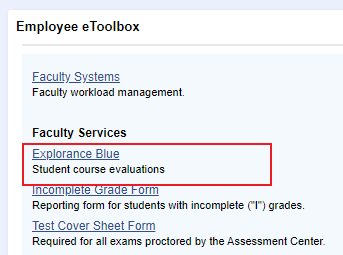 Employee eToolbox
Faculty Systems
Faculty workload management.
Faculty Services
Explorance Blue
Student course evaluations
Incomplete Grade Form
Reporting form for students with incomplete ("I") grades.
Test Cover Sheet Form
Required for all exams proctored by the Assessment Center.